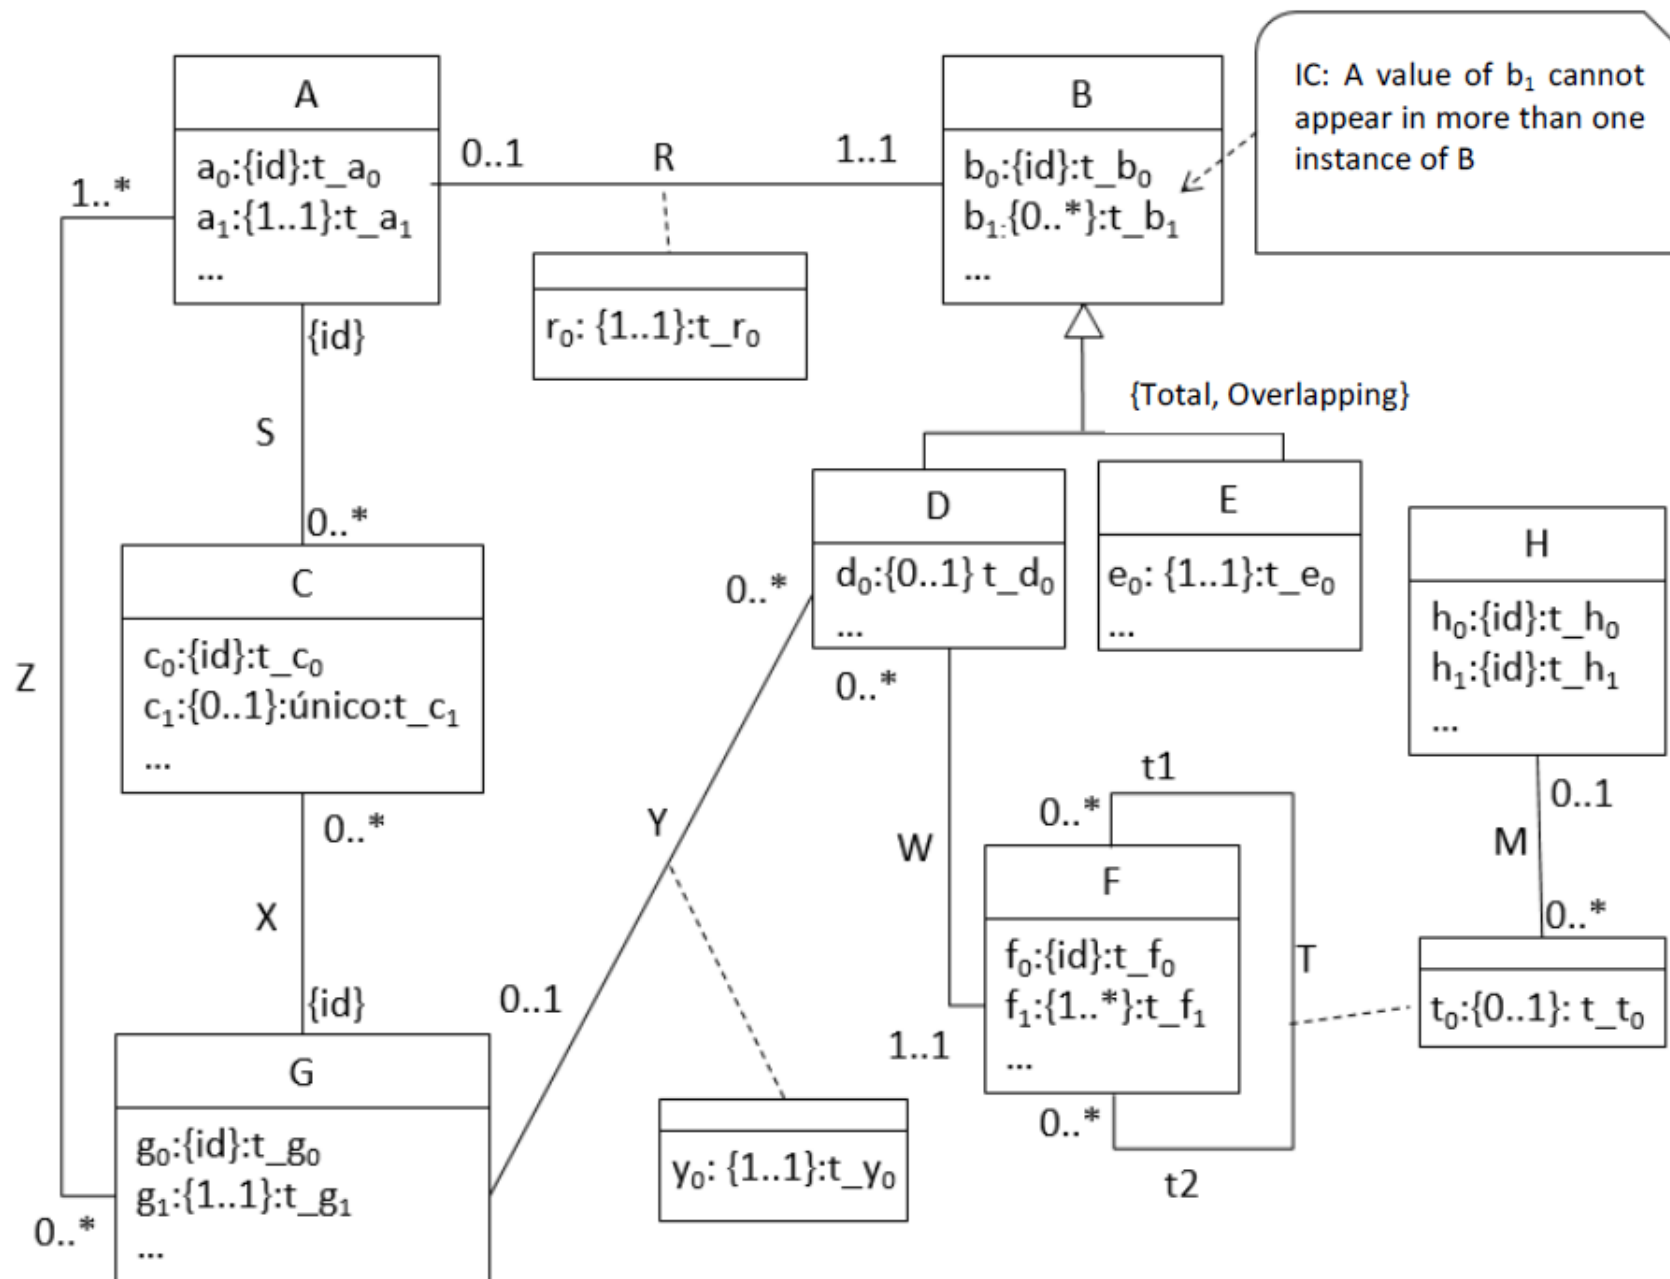 A
a₀:{id}:t_a₀
a₁:{1..1}:t_a₁
...
0..1
R
1..1
r₀: {1..1}:t_r₀
B
b₀:{id}:t_b₀
b₁:{0..*}:t_b₁
...
IC: A value of b₁ cannot
appear in more than one
instance of B
1..*
{id}
S
0..*
Z
{Total, Overlapping}
C
c₀:{id}:t_c₀
c₁:{0..1}:único:t_c₁
...
0..*
X
{id}
D
d₀:{0..1} t_d₀
...
E
e₀: {1..1}:t_e₀
...
H
h₀:{id}:t_h₀
h₁:{id}:t_h₁
...
0..*
0..*
Y
W
0..1
1..1
t1
0..*
F
f₀:{id}:t_f₀
f₁:{1..*}:t_f₁
...
T
0..*
t2
0..1
M
0..*
t₀:{0..1}: t_t₀
G
g₀:{id}:t_g₀
g₁:{1..1}:t_g₁
...
0..*
y₀: {1..1}:t_y₀